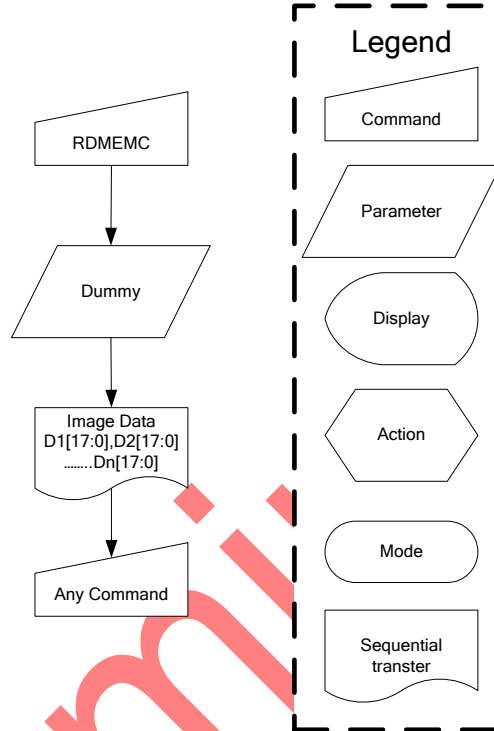 RDMEMC
Dummy
Image Data
D1[17:0],D2[17:0]
........Dn[17:0]
Any Command
Legend
Command
Parameter
Display
Action
Mode
Sequential
transter